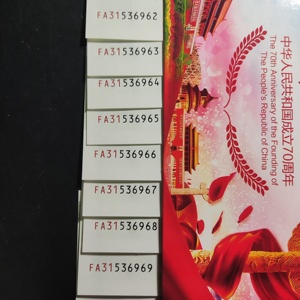 FA31536962
FA31536963
FA31536964
FA31536965
FA31536966
FA31536967
FA31536968
FA31536969
中华人民共和国成立70周年
The 70th Anniversary of the Founding of
The People's Republic of China